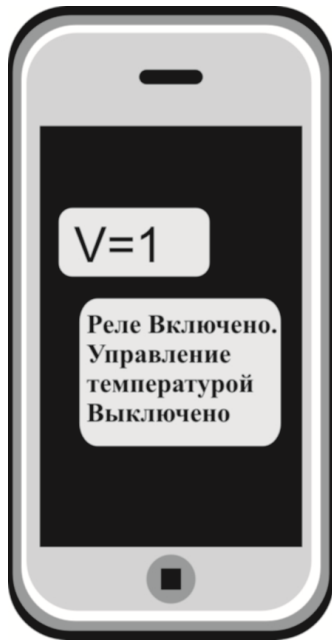 V=1
Реле Включено.
Управление
температурой
Выключено